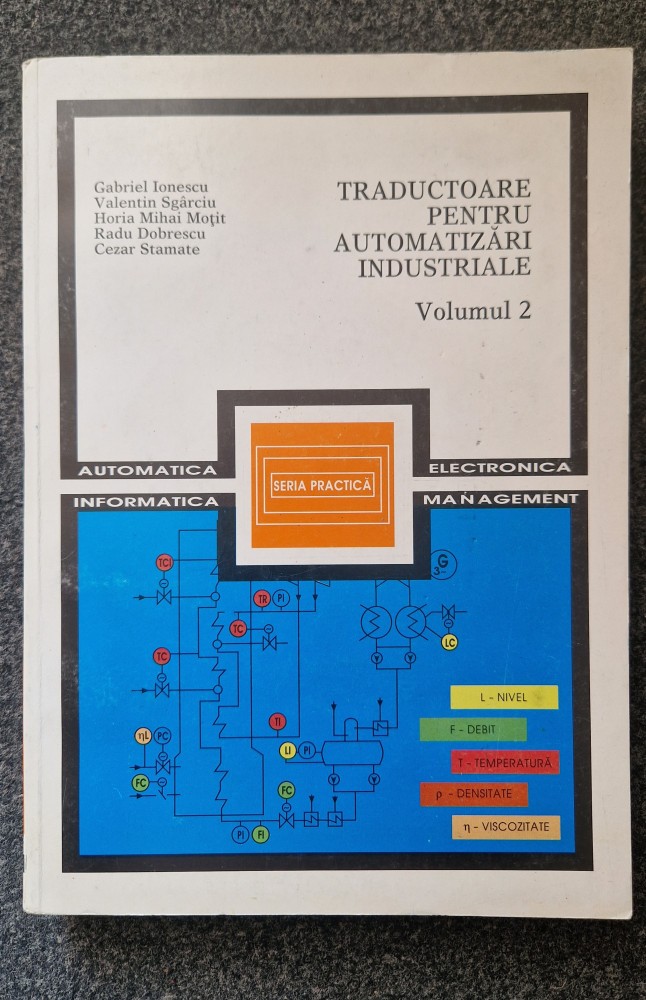 Gabriel Ionescu
Valentin Sgârciu
Horia Mihai Moțit
Radu Dobrescu
Cezar Stamate
TRADUCTOARE
PENTRU
AUTOMATIZĂRI
INDUSTRIALE
Volumul 2
AUTOMATICA
ELECTRONICA
SERIA PRACTICĂ
INFORMATICA
MANAGEMENT
TCI
G
3~
TR
PI
TC
LC
TC
L - NIVEL
TI
F - DEBIT
ηL
PC
LI
PI
T - TEMPERATURĂ
FC
FC
ρ - DENSITATE
PI
FI
η - VISCOZITATE